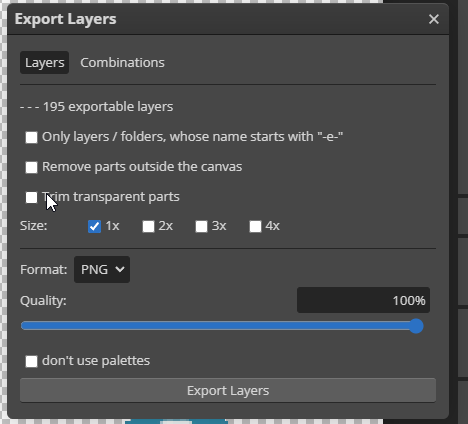 Export Layers
Layers Combinations
- - - 195 exportable layers
Only layers / folders, whose name starts with "-e-"
Remove parts outside the canvas
Trim transparent parts
Size: 1x 2x 3x 4x
Format: PNG
Quality: 100%
don't use palettes
Export Layers